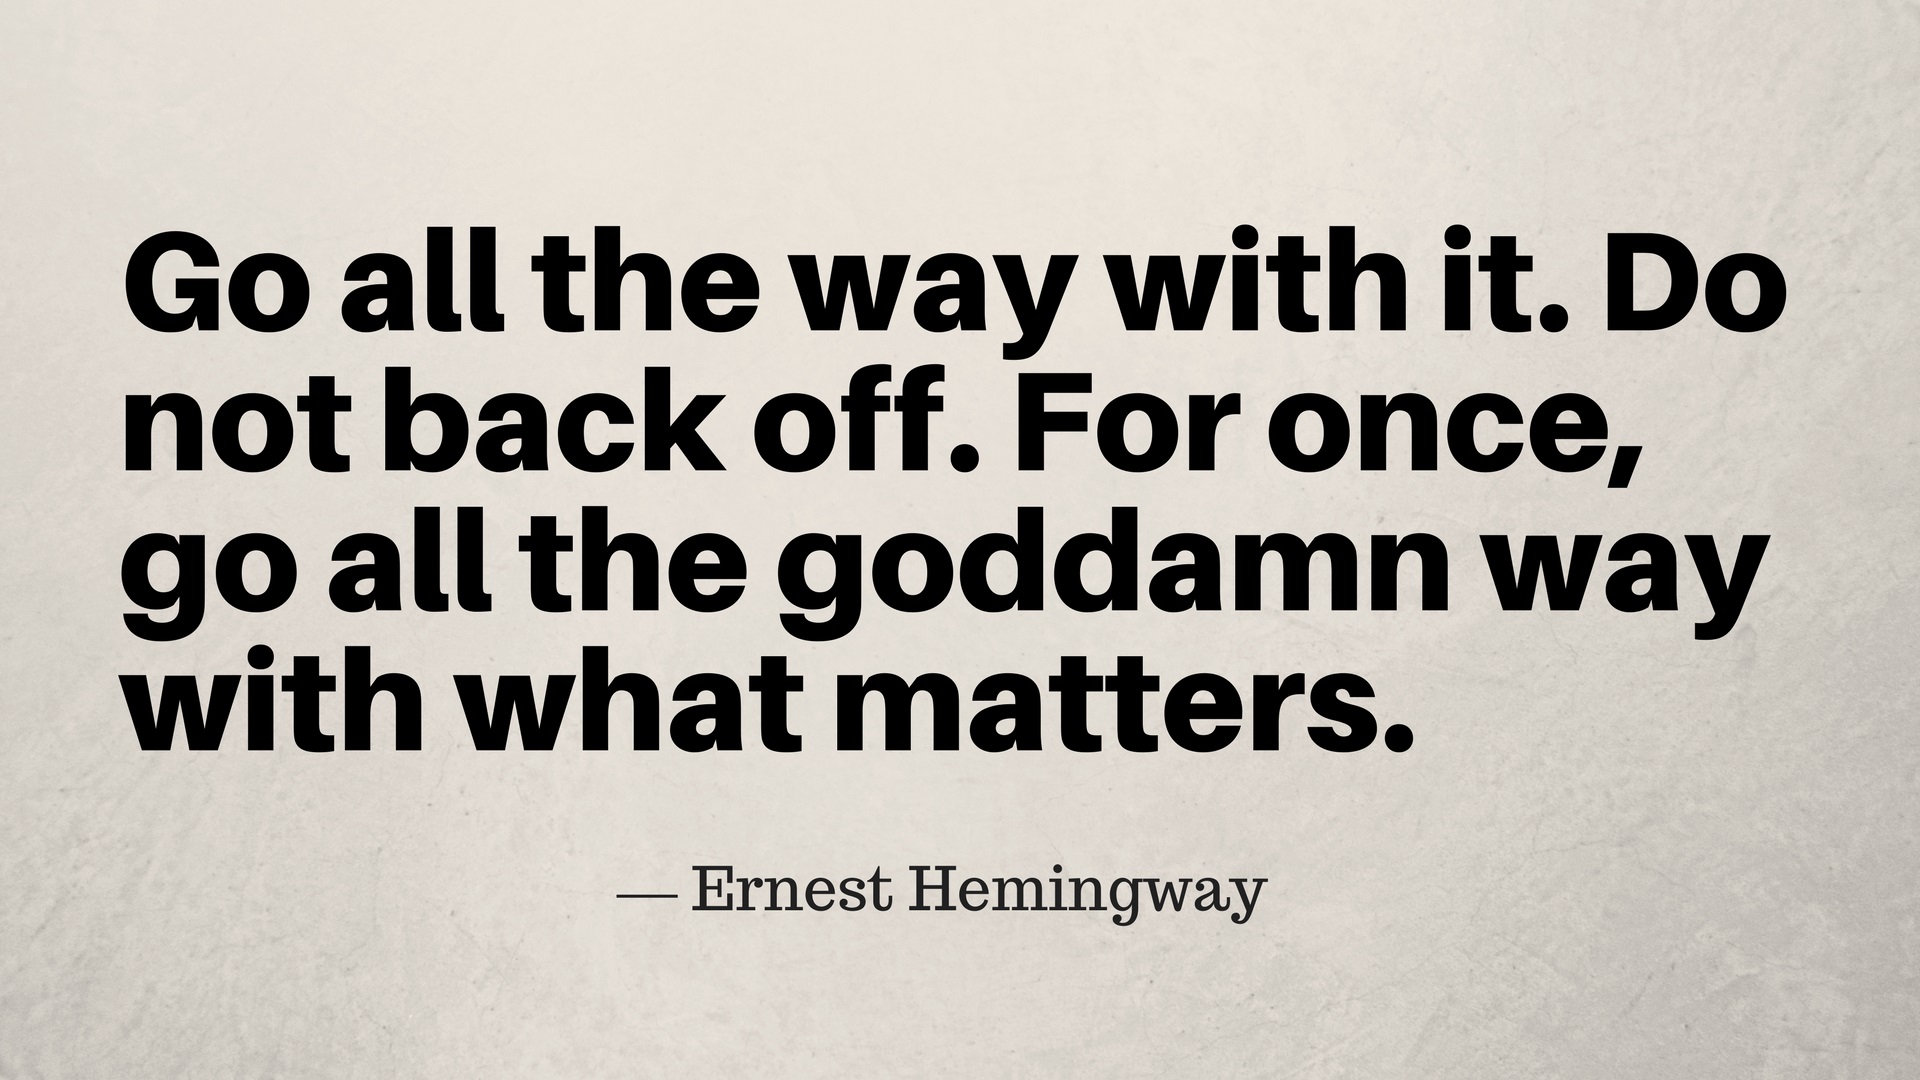 Go all the way with it. Do
not back off. For once,
go all the goddamn way
with what matters.
— Ernest Hemingway